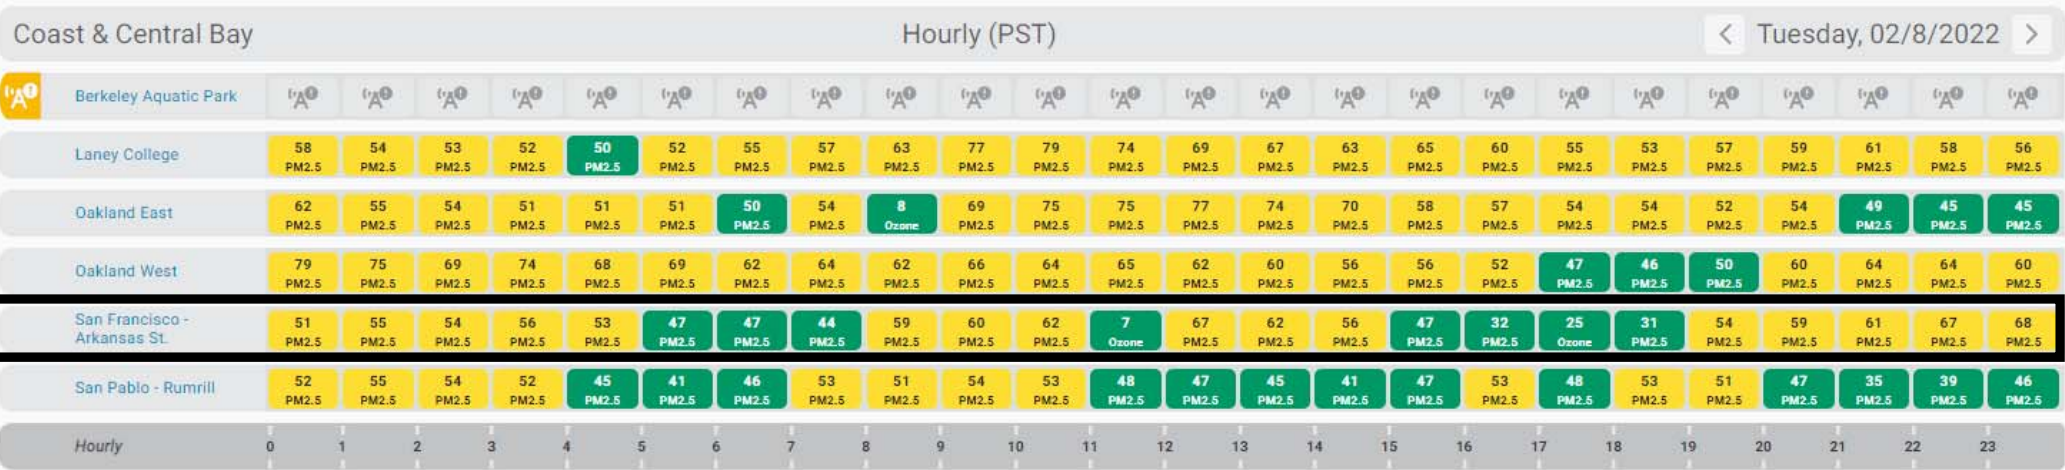 Coast & Central Bay Hourly (PST) < Tuesday, 02/8/2022 >
Berkeley Aquatic Park
Laney College
58 54 53 52 50 52 55 57 63 77 79 74 69 67 63 65 60 55 53 57 59 61 58 56
PM2.5 PM2.5 PM2.5 PM2.5 PM2.5 PM2.5 PM2.5 PM2.5 PM2.5 PM2.5 PM2.5 PM2.5 PM2.5 PM2.5 PM2.5 PM2.5 PM2.5 PM2.5 PM2.5 PM2.5 PM2.5 PM2.5 PM2.5 PM2.5
Oakland East
62 55 54 51 51 51 50 54 8 69 75 75 77 74 70 58 57 54 54 52 54 49 45 45
PM2.5 PM2.5 PM2.5 PM2.5 PM2.5 PM2.5 PM2.5 PM2.5 Ozone PM2.5 PM2.5 PM2.5 PM2.5 PM2.5 PM2.5 PM2.5 PM2.5 PM2.5 PM2.5 PM2.5 PM2.5 PM2.5 PM2.5 PM2.5
Oakland West
79 75 69 74 68 69 62 64 62 66 64 65 62 60 56 56 52 47 46 50 60 64 64 60
PM2.5 PM2.5 PM2.5 PM2.5 PM2.5 PM2.5 PM2.5 PM2.5 PM2.5 PM2.5 PM2.5 PM2.5 PM2.5 PM2.5 PM2.5 PM2.5 PM2.5 PM2.5 PM2.5 PM2.5 PM2.5 PM2.5 PM2.5 PM2.5
San Francisco -
Arkansas St.
51 55 54 56 53 47 47 44 59 60 62 7 67 62 56 47 32 25 31 54 59 61 67 68
PM2.5 PM2.5 PM2.5 PM2.5 PM2.5 PM2.5 PM2.5 PM2.5 PM2.5 PM2.5 PM2.5 Ozone PM2.5 PM2.5 PM2.5 PM2.5 PM2.5 Ozone PM2.5 PM2.5 PM2.5 PM2.5 PM2.5 PM2.5
San Pablo - Rumrill
52 55 54 52 45 41 46 53 51 54 53 48 47 45 41 47 53 48 53 51 47 35 39 46
PM2.5 PM2.5 PM2.5 PM2.5 PM2.5 PM2.5 PM2.5 PM2.5 PM2.5 PM2.5 PM2.5 PM2.5 PM2.5 PM2.5 PM2.5 PM2.5 PM2.5 PM2.5 PM2.5 PM2.5 PM2.5 PM2.5 PM2.5 PM2.5
Hourly 0 1 2 3 4 5 6 7 8 9 10 11 12 13 14 15 16 17 18 19 20 21 22 23